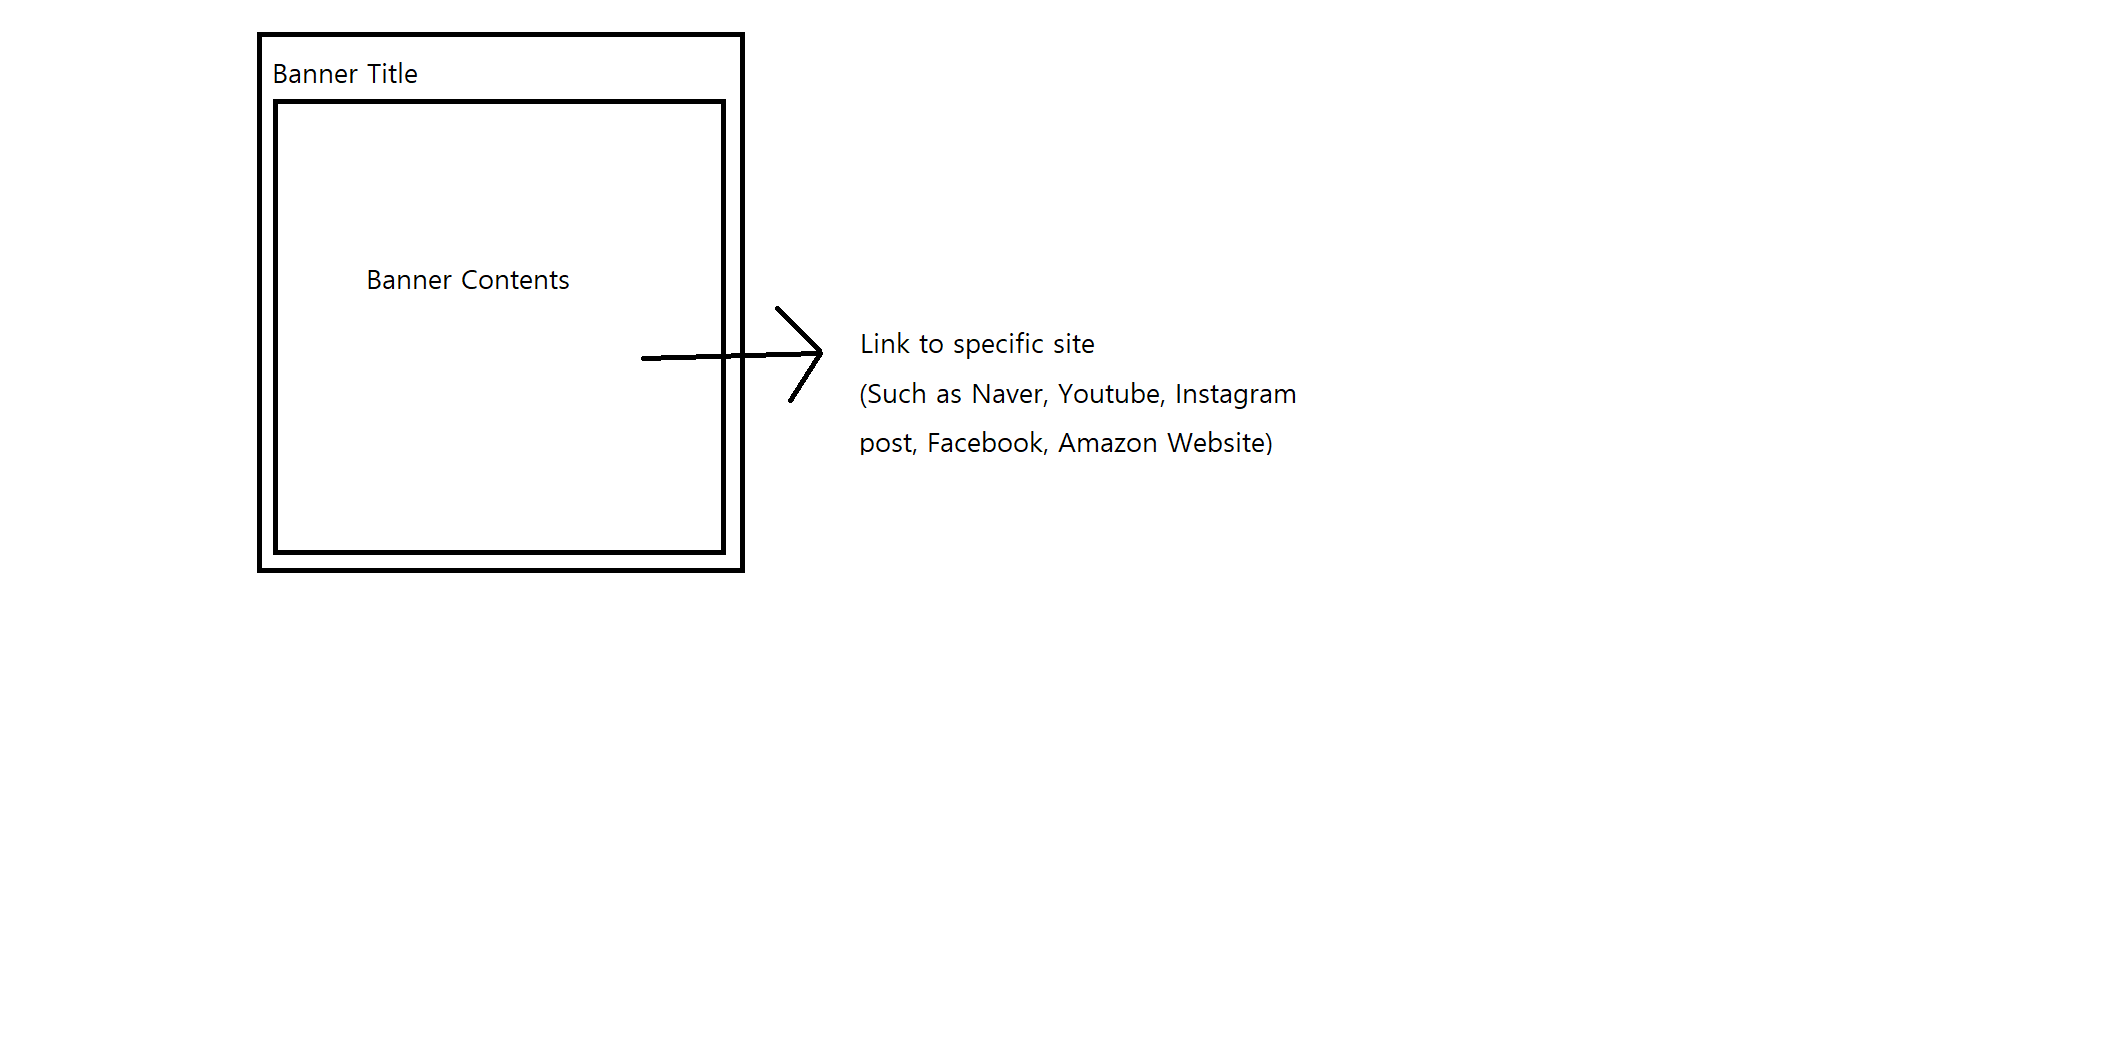 Banner Title
Banner Contents
Link to specific site
(Such as Naver, Youtube, Instagram
post, Facebook, Amazon Website)